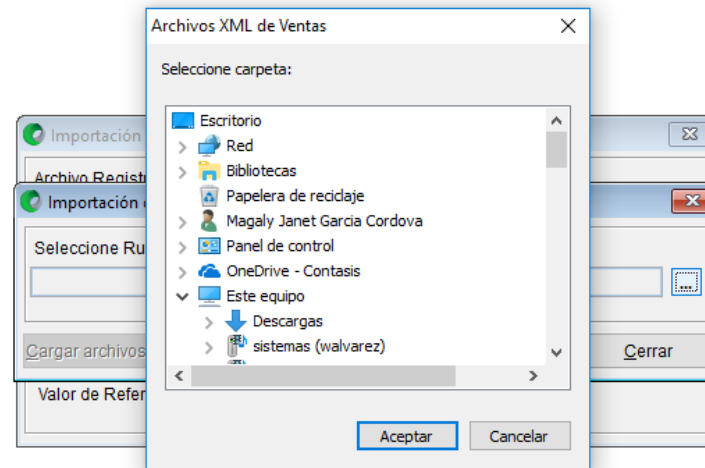 Archivos XML de Ventas
Seleccione carpeta:
Escritorio
Red
Bibliotecas
Papelera de reciclaje
Magaly Janet Garcia Cordova
Panel de control
OneDrive - Contasis
Este equipo
Descargas
sistemas (walvarez)
Aceptar
Cancelar
Importación
Archivo Registr
Importación
Seleccione Ru
...
Cargar archivos
Cerrar
Valor de Refer